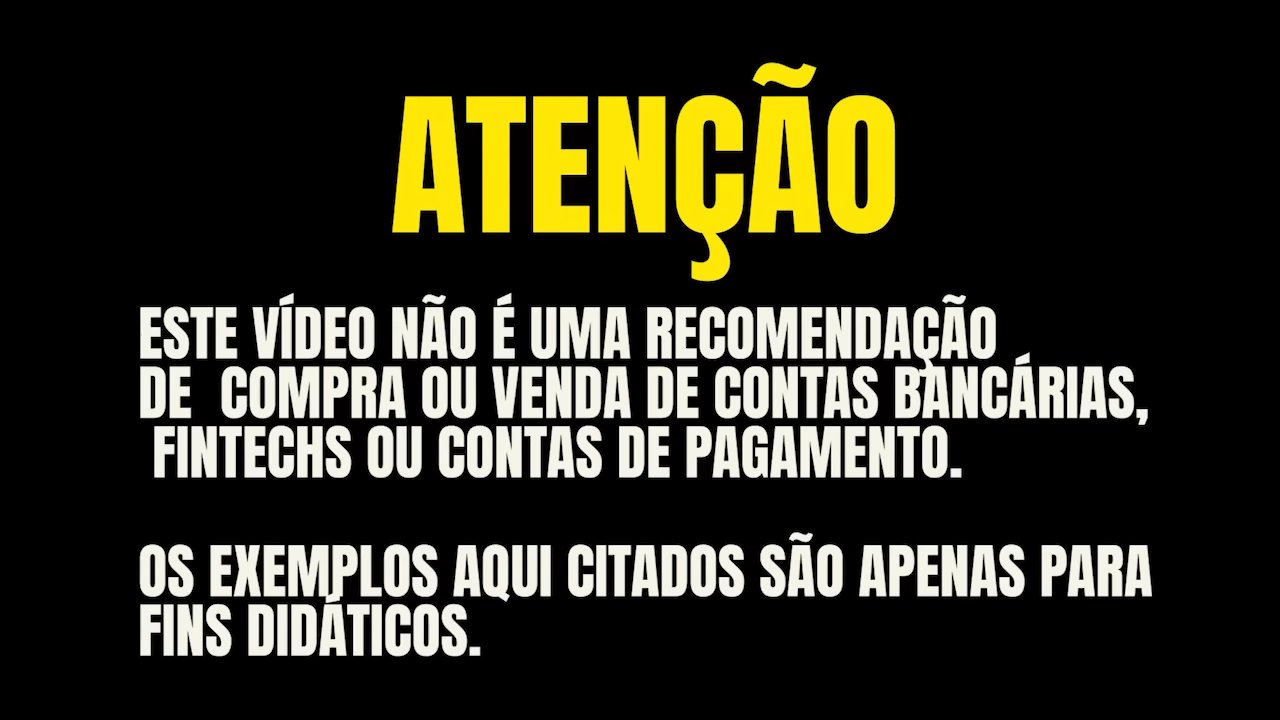 ATENÇÃO
ESTE VÍDEO NÃO É UMA RECOMENDAÇÃO
DE COMPRA OU VENDA DE CONTAS BANCÁRIAS,
FINTECHS OU CONTAS DE PAGAMENTO.
OS EXEMPLOS AQUI CITADOS SÃO APENAS PARA
FINS DIDÁTICOS.